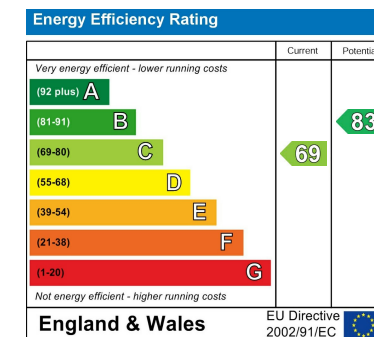 Energy Efficiency Rating
Current Potentia
Very energy efficient - lower running costs
(92 plus) A
(81-91) B
83
(69-80) C
69
(55-68) D
(39-54) E
(21-38) F
(1-20) G
Not energy efficient - higher running costs
England & Wales
EU Directive
2002/91/EC